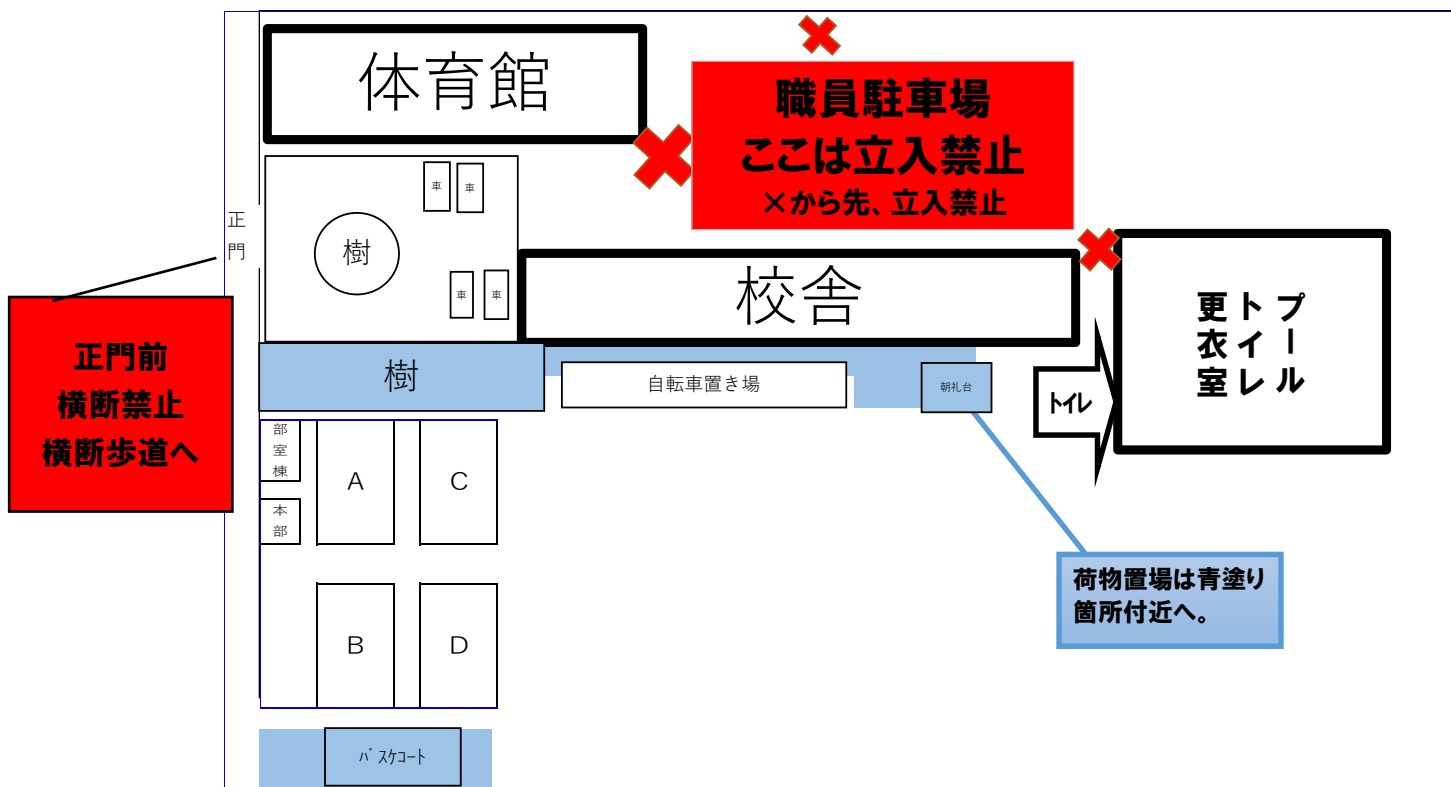 体育館
職員駐車場
ここは立入禁止
×から先、立入禁止
車
車
正門
樹
車
車
校舎
プール
トイレ
更衣室
正門前
横断禁止
横断歩道へ
樹
自転車置き場
朝礼台
トイレ
部室棟
A
C
本部
荷物置場は青塗り
箇所付近へ。
B
D
バスケコート